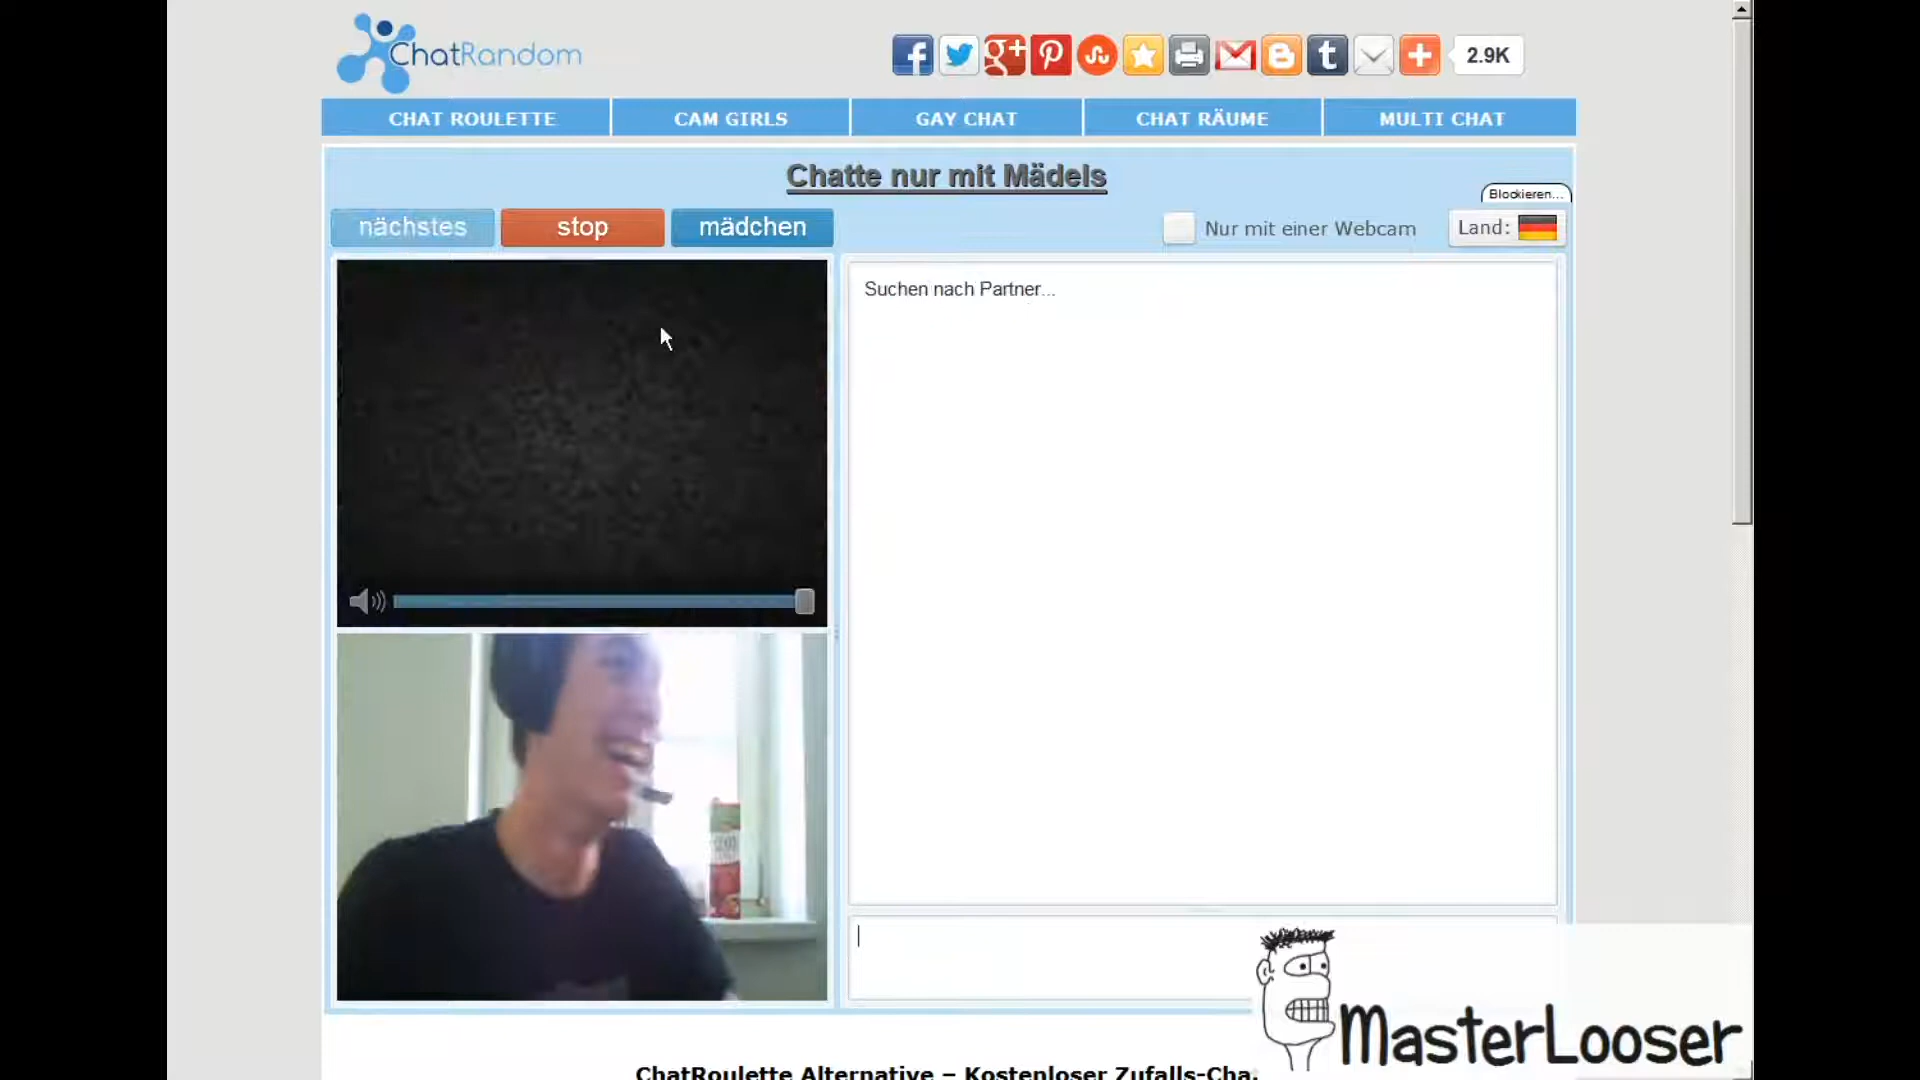 ChatRandom
2.9K
CHAT ROULETTE
CAM GIRLS
GAY CHAT
CHAT RÄUME
MULTI CHAT
Chatte nur mit Mädels
Blockieren...
nächstes
stop
mädchen
Nur mit einer Webcam
Land:
Suchen nach Partner...
MasterLooser
ChatRoulette Alternative – Kostenloser Zufalls-Cha